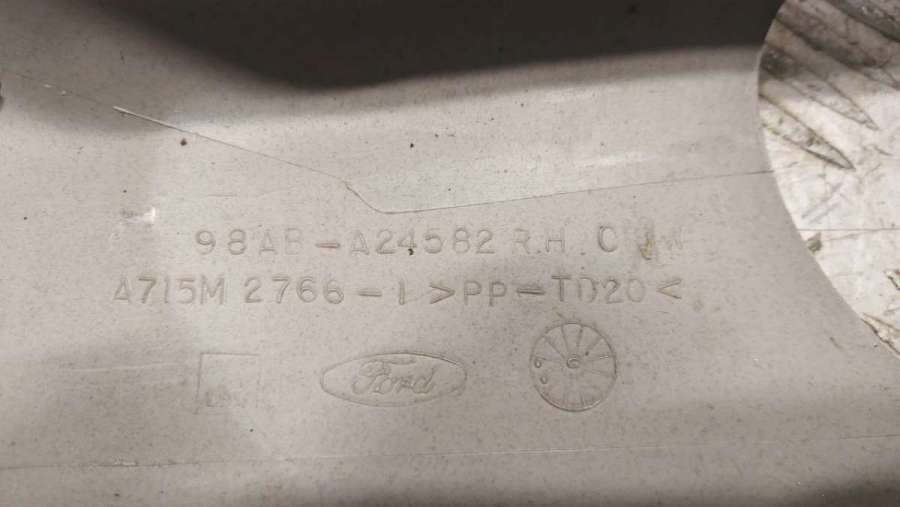 98AB-A24582 R.H.
A715M 2766-1 >PP-TD20<
Ford